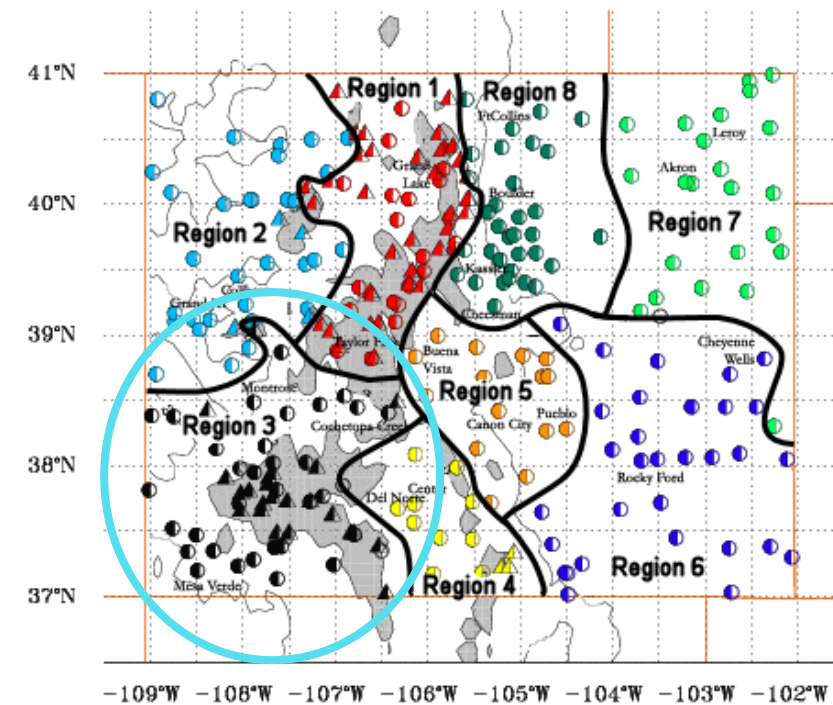 41°N
Region 1
Region 8
FtCollins
Leroy
Akron
Grand
Lake
Boulder
40°N
Region 2
Region 7
Kassler
Cheesman
39°N
Taylor
Buena
Vista
Cheyenne
Wells
Montrose
Region 5
Region 3
Pueblo
Cochetopa Creek
Canon City
38°N
Center
Del Norte
Rocky Ford
Mesa Verde
Region 4
Region 6
37°N
-109°W -108°W -107°W -106°W -105°W -104°W -103°W -102°W